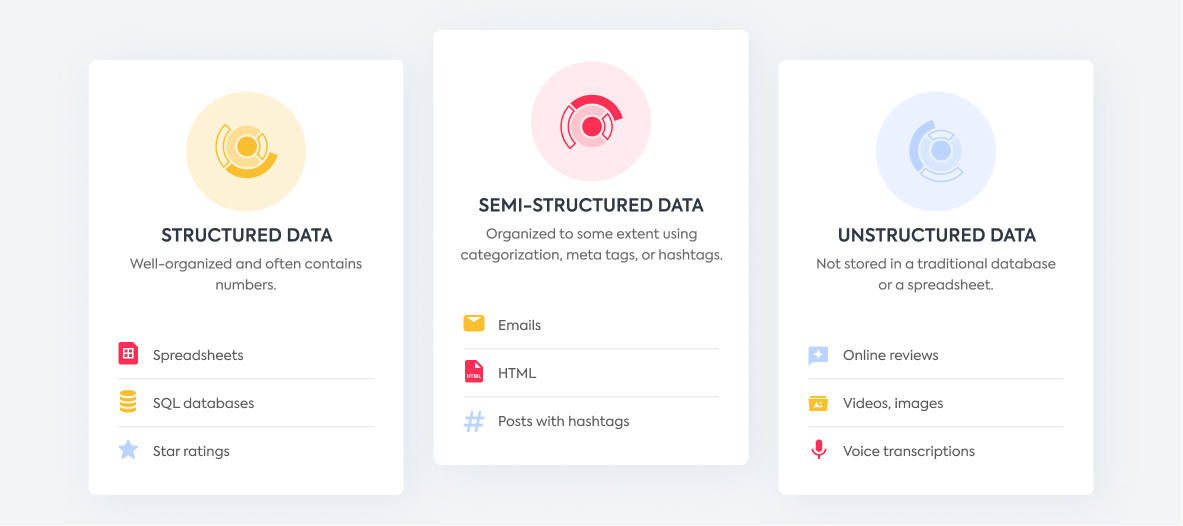 STRUCTURED DATA
Well-organized and often contains
numbers.
Spreadsheets
SQL databases
Star ratings
SEMI-STRUCTURED DATA
Organized to some extent using
categorization, meta tags, or hashtags.
Emails
HTML
HTML
Posts with hashtags
UNSTRUCTURED DATA
Not stored in a traditional database
or a spreadsheet.
Online reviews
Videos, images
Voice transcriptions